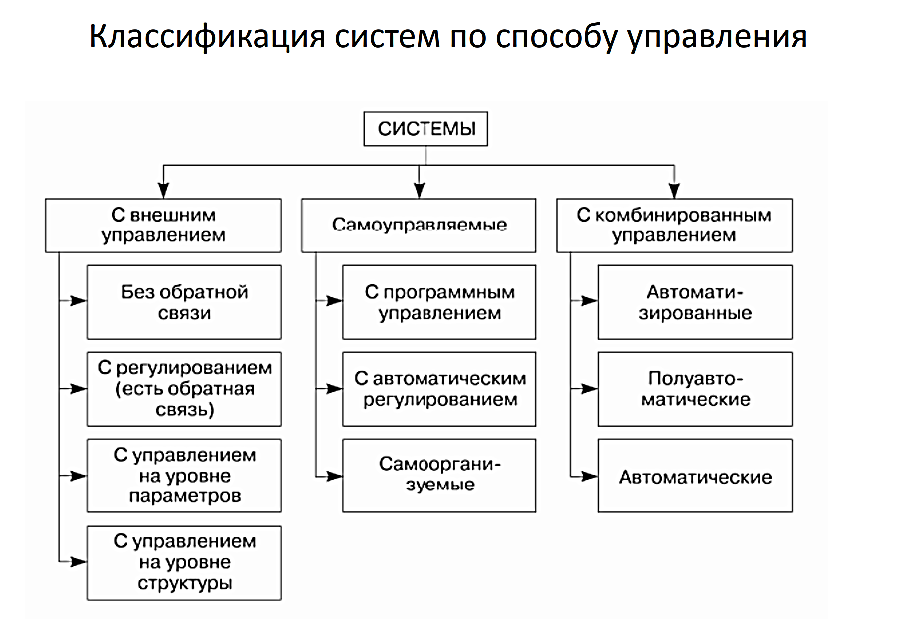 Классификация систем по способу управления
СИСТЕМЫ
С внешним
управлением
Без обратной
связи
С регулированием
(есть обратная
связь)
С управлением
на уровне
параметров
С управлением
на уровне
структуры
Самоуправляемые
С программным
управлением
С автоматическим
регулированием
Самооргани-
зуемые
С комбинированным
управлением
Автомати-
зированные
Полуавто-
матические
Автоматические